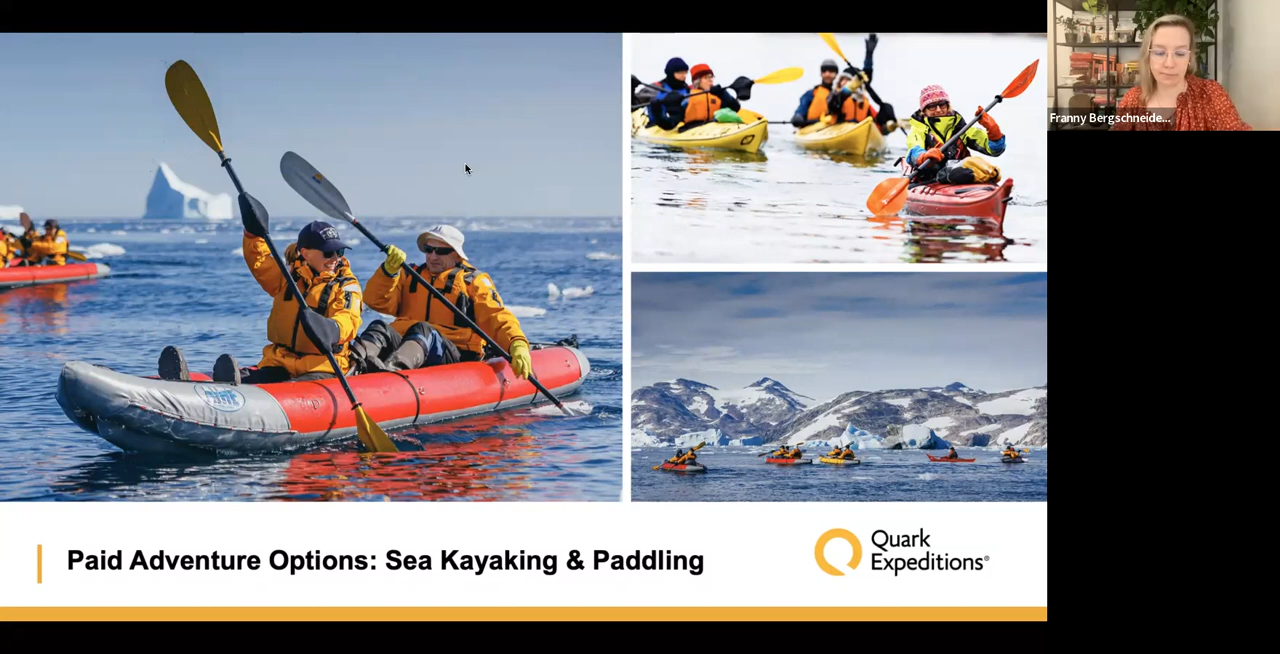 Franny Bergschneide...
Paid Adventure Options: Sea Kayaking & Paddling
Quark
Expeditions®